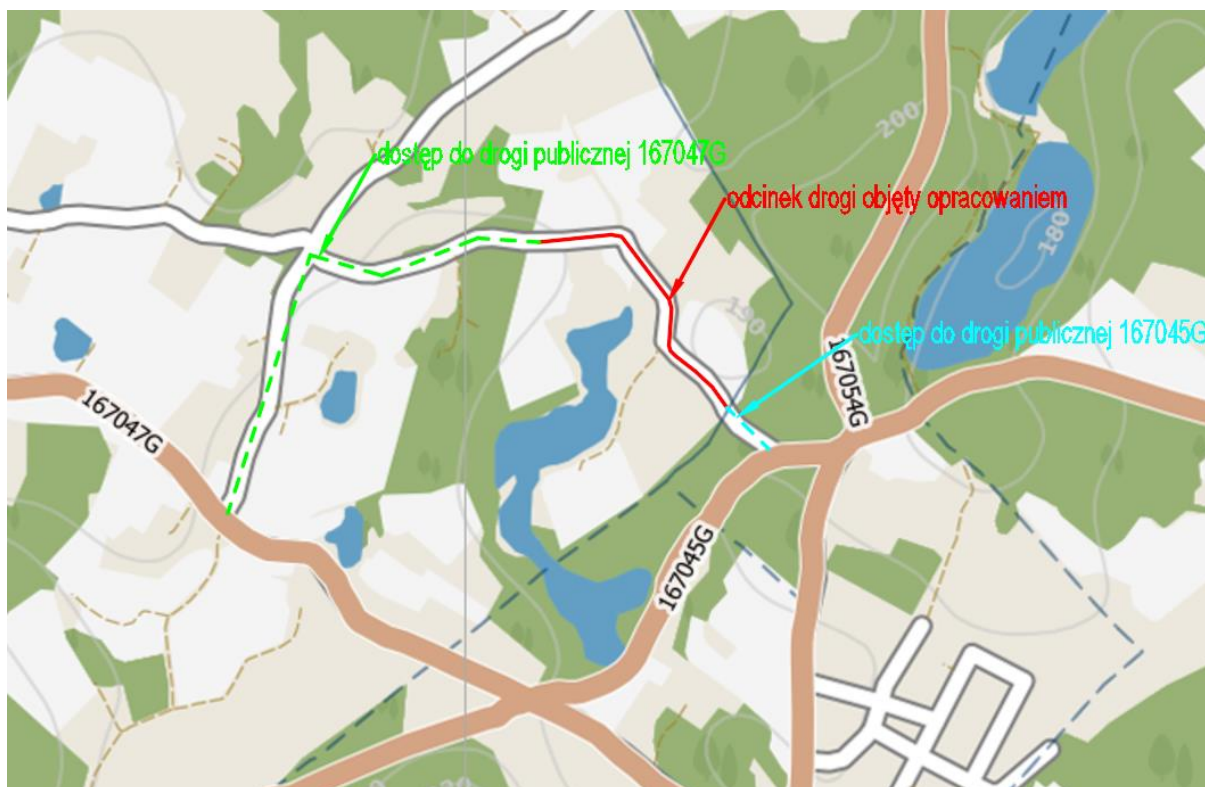 200
dostęp do drogi publicznej 167047G
odcinek drogi objęty opracowaniem
180
190
dostęp do drogi publicznej 167045G
167054G
167047G
167045G